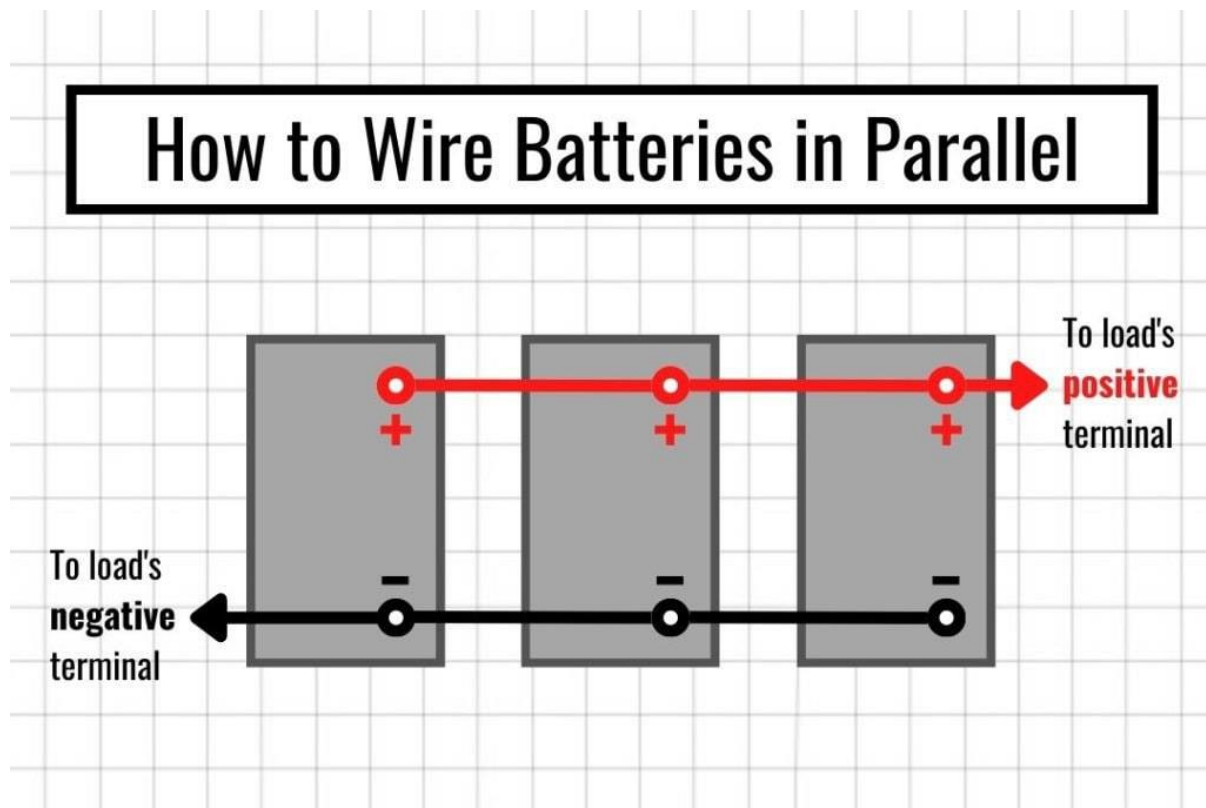 How to Wire Batteries in Parallel
To load's
positive
terminal
+
+
+
To load's
negative
terminal
-
-
-